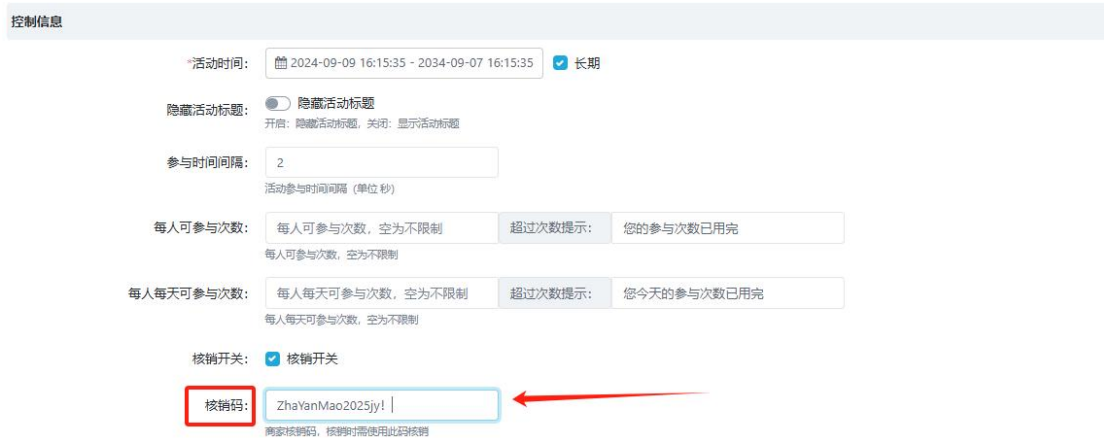 控制信息
*活动时间： 2024-09-09 16:15:35 - 2034-09-07 16:15:35 长期
隐藏活动标题： 隐藏活动标题
开启：隐藏活动标题，关闭：显示活动标题
参与时间间隔： 2
活动参与时间间隔（单位 秒）
每人可参与次数： 每人可参与次数，空为不限制 超过次数提示： 您的参与次数已用完
每人可参与次数，空为不限制
每人每天可参与次数： 每人每天可参与次数，空为不限制 超过次数提示： 您今天的参与次数已用完
每人每天可参与次数，空为不限制
核销开关： 核销开关
核销码： ZhaYanMao2025jy!
商家核销码，核销时需使用此码核销